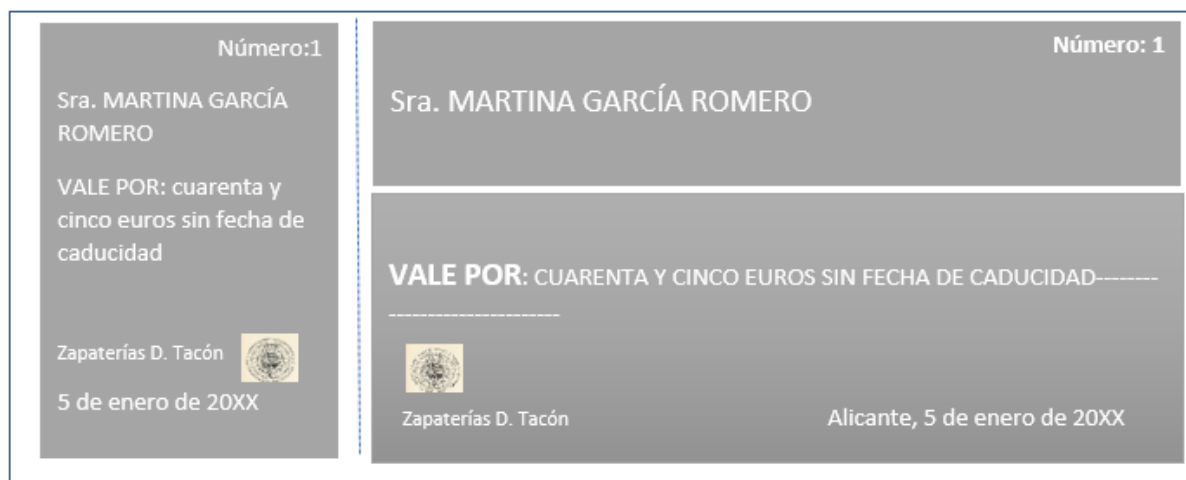 Número:1
Sra. MARTINA GARCÍA
ROMERO
VALE POR: cuarenta y
cinco euros sin fecha de
caducidad
Zapaterías D. Tacón
5 de enero de 20XX
Número: 1
Sra. MARTINA GARCÍA ROMERO
VALE POR: CUARENTA Y CINCO EUROS SIN FECHA DE CADUCIDAD--------
----------------------
Zapaterías D. Tacón
Alicante, 5 de enero de 20XX